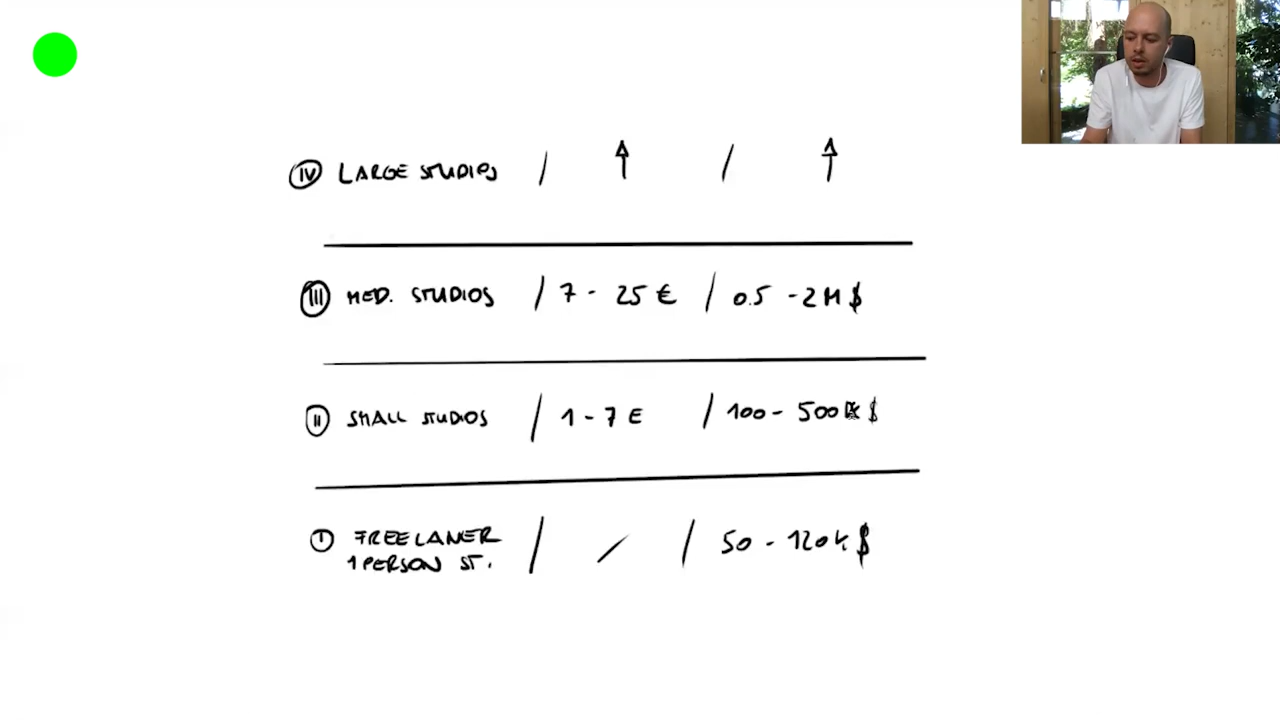 IV LARGE STUDIOS / ↑ / ↑
III MED. STUDIOS / 7 - 25 € / 0.5 - 2M $
II SMALL STUDIOS / 1 - 7 € / 100 - 500K $
I FREELANER / / / 50 - 120K $
1 PERSON ST.